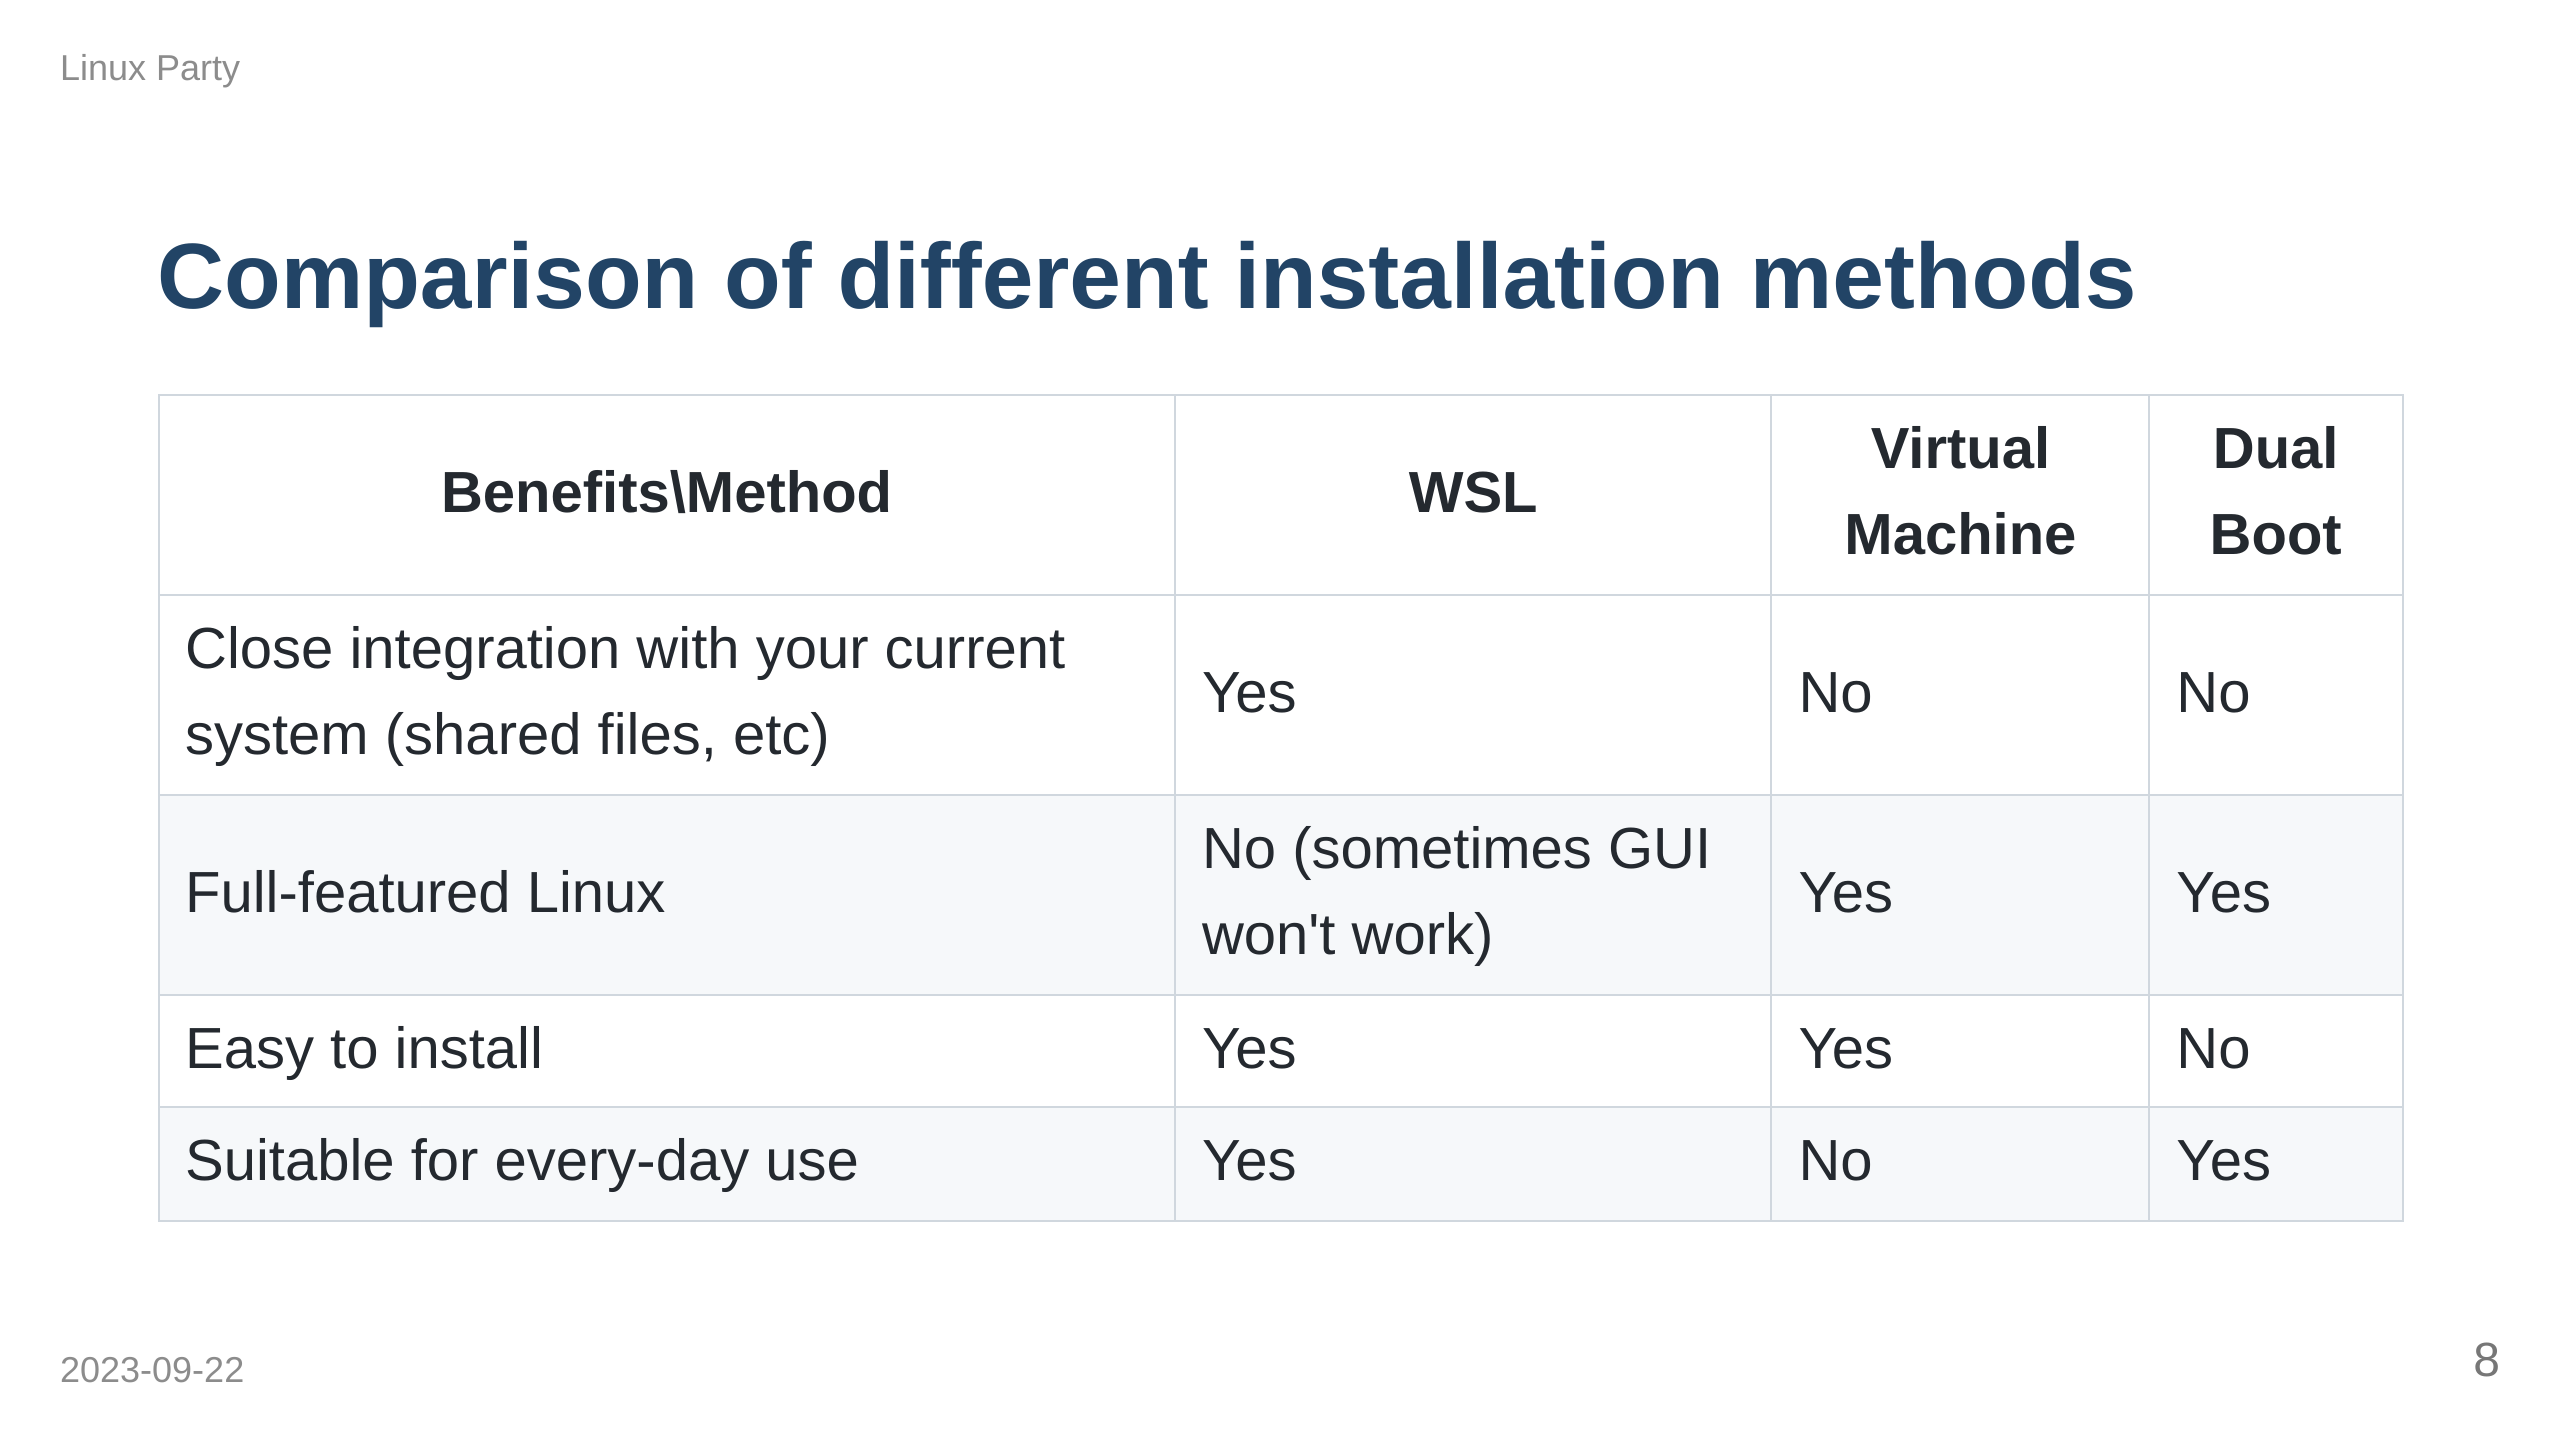 Linux Party
Comparison of different installation methods
Benefits\Method
WSL
Virtual
Machine
Dual
Boot
Close integration with your current
system (shared files, etc)
Yes
No
No
Full-featured Linux
No (sometimes GUI
won't work)
Yes
Yes
Easy to install
Yes
Yes
No
Suitable for every-day use
Yes
No
Yes
2023-09-22
8